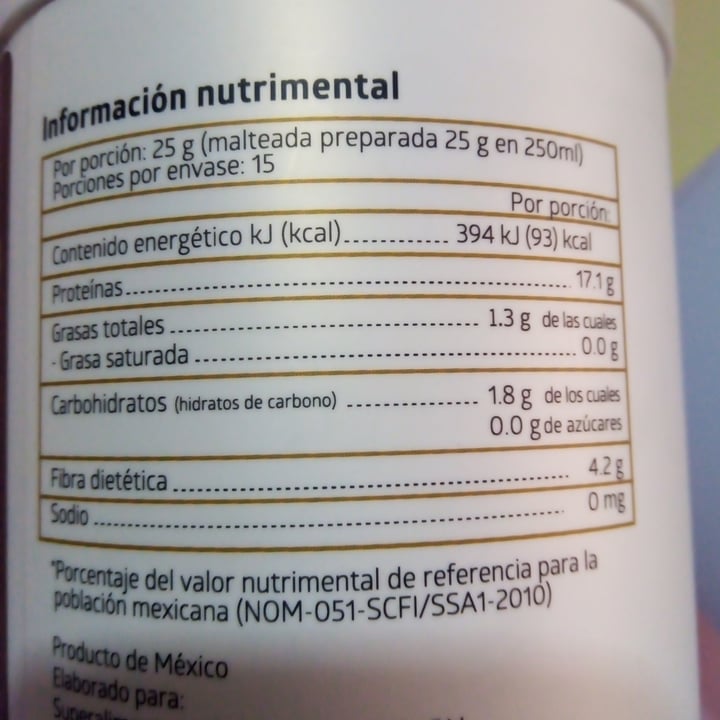 Información nutrimental
Por porción: 25 g (malteada preparada 25 g en 250ml)
Porciones por envase: 15
Por porción:
Contenido energético kJ (kcal)............... 394 kJ (93) kcal
Proteínas............................................................ 17.1 g
Grasas totales .......................................... 1.3 g de las cuales
- Grasa saturada ................................................... 0.0 g
Carbohidratos (hidratos de carbono) .................. 1.8 g de los cuales
0.0 g de azúcares
Fibra dietética ..................................................... 4.2 g
Sodio ................................................................ 0 mg
*Porcentaje del valor nutrimental de referencia para la
población mexicana (NOM-051-SCFI/SSA1-2010)
Producto de México
Elaborado para: